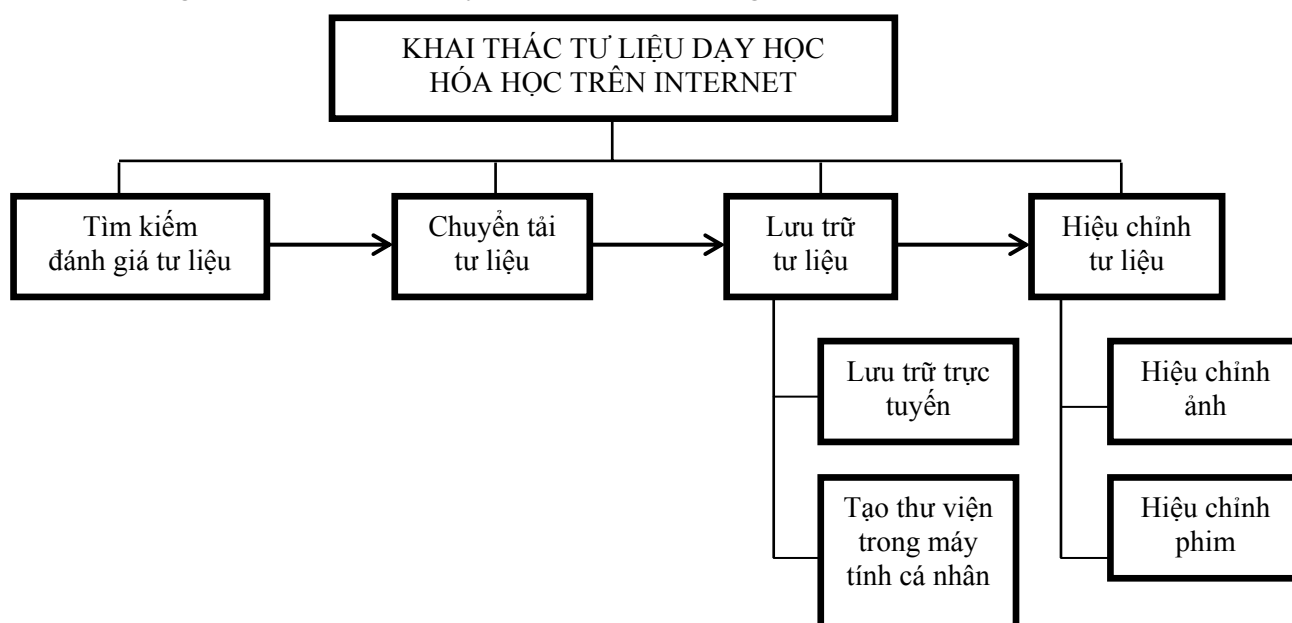 KHAI THÁC TƯ LIỆU DẠY HỌC
HÓA HỌC TRÊN INTERNET
Tìm kiếm
đánh giá tư liệu
Chuyển tải
tư liệu
Lưu trữ
tư liệu
Hiệu chỉnh
tư liệu
Lưu trữ trực
tuyến
Tạo thư viện
trong máy
tính cá nhân
Hiệu chỉnh
ảnh
Hiệu chỉnh
phim